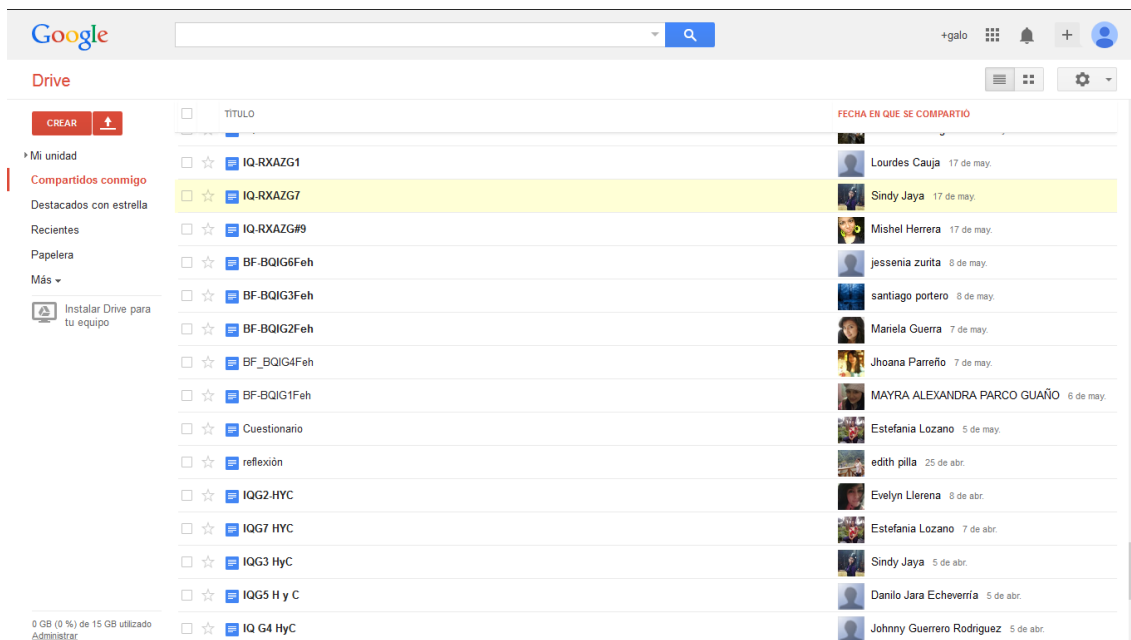 Google
+galo
Drive
CREAR
TÍTULO
FECHA EN QUE SE COMPARTIÓ
Mi unidad
Compartidos conmigo
Destacados con estrella
Recientes
Papelera
Más
Instalar Drive para
tu equipo
IQ-RXAZG1 Lourdes Cauja 17 de may.
IQ-RXAZG7 Sindy Jaya 17 de may.
IQ-RXAZG#9 Mishel Herrera 17 de may.
BF-BQIG6Feh jessenia zurita 8 de may.
BF-BQIG3Feh santiago portero 8 de may.
BF-BQIG2Feh Mariela Guerra 7 de may.
BF_BQIG4Feh Jhoana Parreño 7 de may.
BF-BQIG1Feh MAYRA ALEXANDRA PARCO GUAÑO 6 de may.
Cuestionario Estefania Lozano 5 de may.
reflexión edith pilla 25 de abr.
IQG2-HYC Evelyn Llerena 8 de abr.
IQG7 HYC Estefania Lozano 7 de abr.
IQG3 HyC Sindy Jaya 5 de abr.
IQG5 H y C Danilo Jara Echeverría 5 de abr.
IQ G4 HyC Johnny Guerrero Rodriguez 5 de abr.
0 GB (0 %) de 15 GB utilizado
Administrar